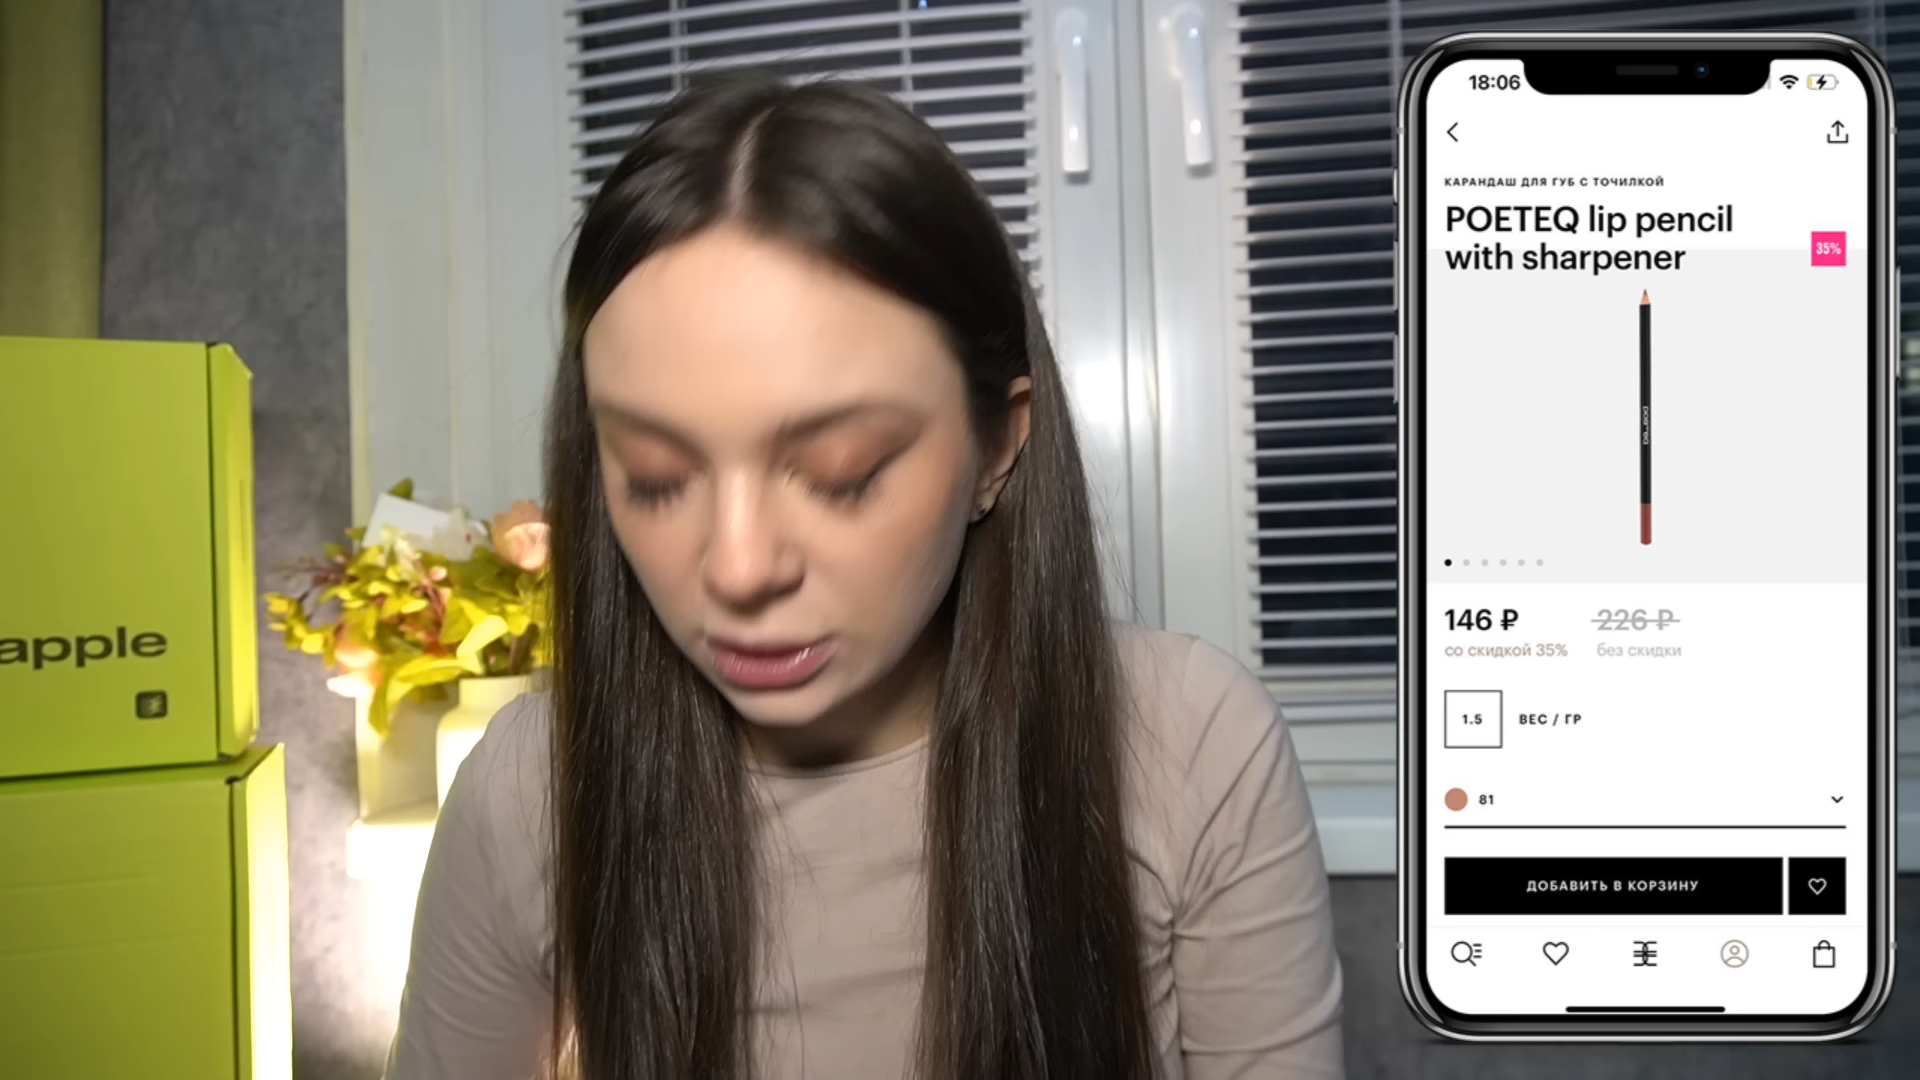 apple
18:06
КАРАНДАШ ДЛЯ ГУБ С ТОЧИЛКОЙ
POETEQ lip pencil
with sharpener
35%
poeteq
146 ₽
226 ₽
со скидкой 35%
без скидки
1.5
ВЕС / ГР
81
ДОБАВИТЬ В КОРЗИНУ